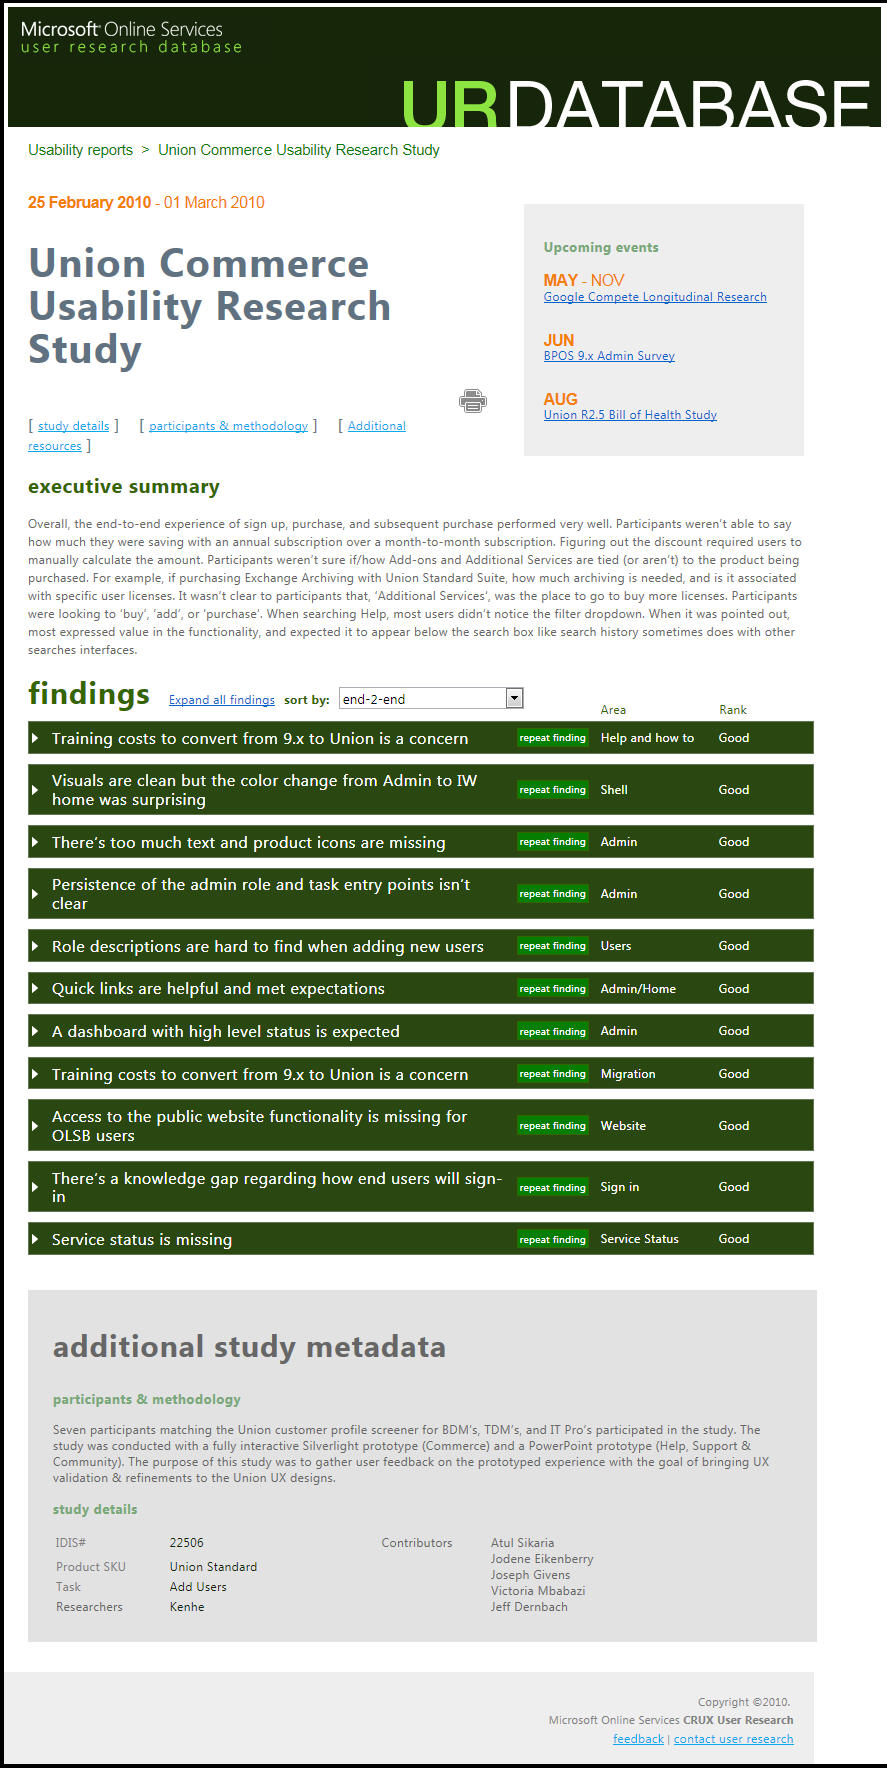 Microsoft Online Services
user research database
URDATABASE
Usability reports > Union Commerce Usability Research Study
25 February 2010 - 01 March 2010
Union Commerce
Usability Research
Study
[ study details ] [ participants & methodology ] [ Additional
resources ]
Upcoming events
MAY - NOV
Google Compete Longitudinal Research
JUN
BPOS 9.x Admin Survey
AUG
Union R2.5 Bill of Health Study
executive summary
Overall, the end-to-end experience of sign up, purchase, and subsequent purchase performed very well. Participants weren’t able to say
how much they were saving with an annual subscription over a month-to-month subscription. Figuring out the discount required users to
manually calculate the amount. Participants weren’t sure if/how Add-ons and Additional Services are tied (or aren’t) to the product being
purchased. For example, if purchasing Exchange Archiving with Union Standard Suite, how much archiving is needed, and is it associated
with specific user licenses. It wasn’t clear to participants that, ‘Additional Services’, was the place to go to buy more licenses. Participants
were looking to ‘buy’, ‘add’, or ‘purchase’. When searching Help, most users didn’t notice the filter dropdown. When it was pointed out,
most expressed value in the functionality, and expected it to appear below the search box like search history sometimes does with other
searches interfaces.
findings Expand all findings sort by: end-2-end
Area Rank
Training costs to convert from 9.x to Union is a concern repeat finding Help and how to Good
Visuals are clean but the color change from Admin to IW
home was surprising repeat finding Shell Good
There’s too much text and product icons are missing repeat finding Admin Good
Persistence of the admin role and task entry points isn’t
clear repeat finding Admin Good
Role descriptions are hard to find when adding new users repeat finding Users Good
Quick links are helpful and met expectations repeat finding Admin/Home Good
A dashboard with high level status is expected repeat finding Admin Good
Training costs to convert from 9.x to Union is a concern repeat finding Migration Good
Access to the public website functionality is missing for
OLSB users repeat finding Website Good
There’s a knowledge gap regarding how end users will sign-
in repeat finding Sign in Good
Service status is missing repeat finding Service Status Good
additional study metadata
participants & methodology
Seven participants matching the Union customer profile screener for BDM’s, TDM’s, and IT Pro’s participated in the study. The
study was conducted with a fully interactive Silverlight prototype (Commerce) and a PowerPoint prototype (Help, Support &
Community). The purpose of this study was to gather user feedback on the prototyped experience with the goal of bringing UX
validation & refinements to the Union UX designs.
study details
IDIS# 22506
Product SKU Union Standard
Task Add Users
Researchers Kenhe
Contributors Atul Sikaria
Jodene Eikenberry
Joseph Givens
Victoria Mbabazi
Jeff Dernbach
Copyright ©2010.
Microsoft Online Services CRUX User Research
feedback | contact user research